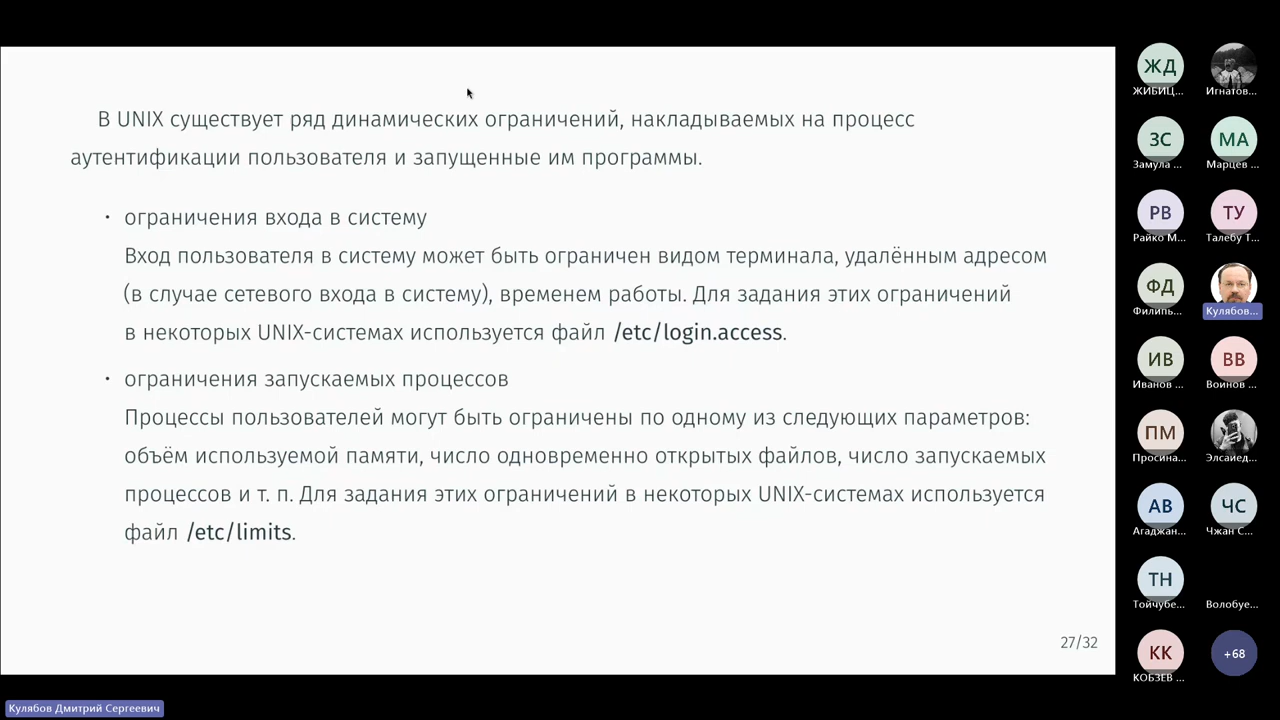 В UNIX существует ряд динамических ограничений, накладываемых на процесс
аутентификации пользователя и запущенные им программы.
• ограничения входа в систему
Вход пользователя в систему может быть ограничен видом терминала, удалённым адресом
(в случае сетевого входа в систему), временем работы. Для задания этих ограничений
в некоторых UNIX-системах используется файл /etc/login.access.
• ограничения запускаемых процессов
Процессы пользователей могут быть ограничены по одному из следующих параметров:
объём используемой памяти, число одновременно открытых файлов, число запускаемых
процессов и т. п. Для задания этих ограничений в некоторых UNIX-системах используется
файл /etc/limits.
27/32
ЖД
ЖИБИЦ...
Игнатов...
ЗС
Замула ...
МА
Марцев ...
РВ
Райко М...
ТУ
Талебу Т...
ФД
Филипь...
Кулябов...
ИВ
Иванов ...
ВВ
Воинов ...
ПМ
Просина...
Элсаиед...
АВ
Агаджан...
ЧС
Чжан С...
ТН
Тойчубе...
Волобуе...
КК
КОБЗЕВ ...
+68
Кулябов Дмитрий Сергеевич